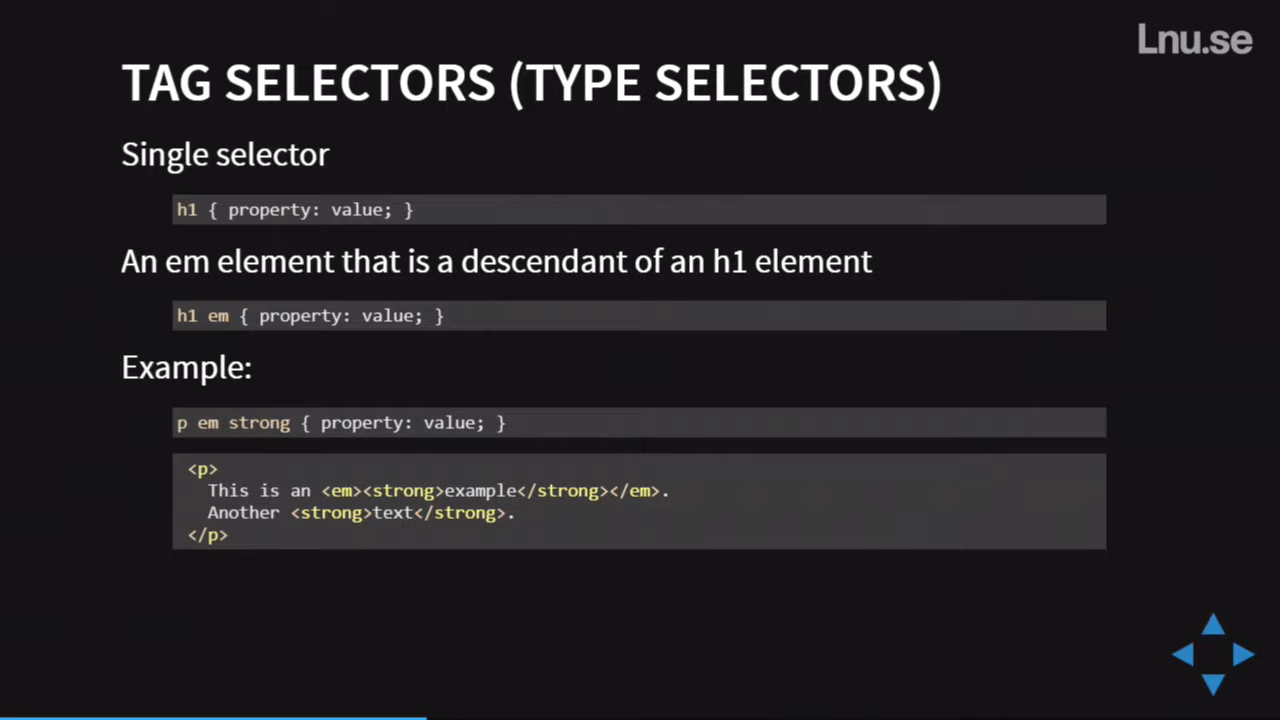 Lnu.se
TAG SELECTORS (TYPE SELECTORS)
Single selector
h1 { property: value; }
An em element that is a descendant of an h1 element
h1 em { property: value; }
Example:
p em strong { property: value; }
<p>
This is an <em><strong>example</strong></em>.
Another <strong>text</strong>.
</p>